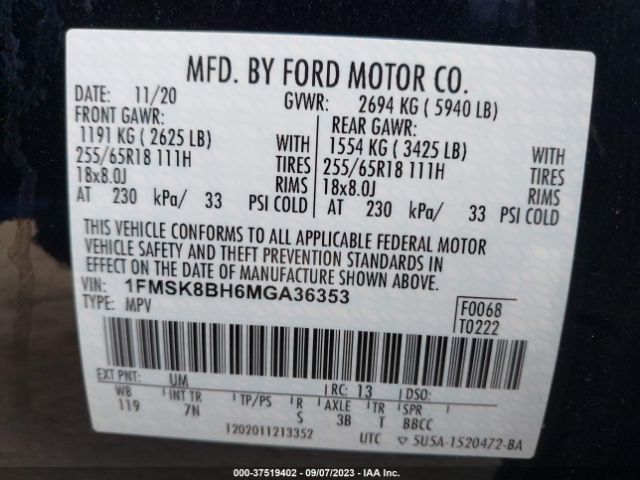 MFD. BY FORD MOTOR CO.
DATE: 11/20 GVWR: 2694 KG ( 5940 LB)
FRONT GAWR: REAR GAWR:
1191 KG ( 2625 LB) WITH 1554 KG ( 3425 LB) WITH
255/65R18 111H TIRES 255/65R18 111H TIRES
18x8.0J RIMS 18x8.0J RIMS
AT 230 kPa/ 33 PSI COLD AT 230 kPa/ 33 PSI COLD
THIS VEHICLE CONFORMS TO ALL APPLICABLE FEDERAL MOTOR
VEHICLE SAFETY AND THEFT PREVENTION STANDARDS IN
EFFECT ON THE DATE OF MANUFACTURE SHOWN ABOVE.
VIN: 1FMSK8BH6MGA36353
TYPE: MPV
F0068
T0222
EXT PNT: UM RC: 13 DSO:
WB INT TR TP/PS R AXLE TR SPR
119 7N S 3B T BBCC
1202011213352 UTC 5U5A-1520472-BA
000-37519402 - 09/07/2023 - IAA Inc.